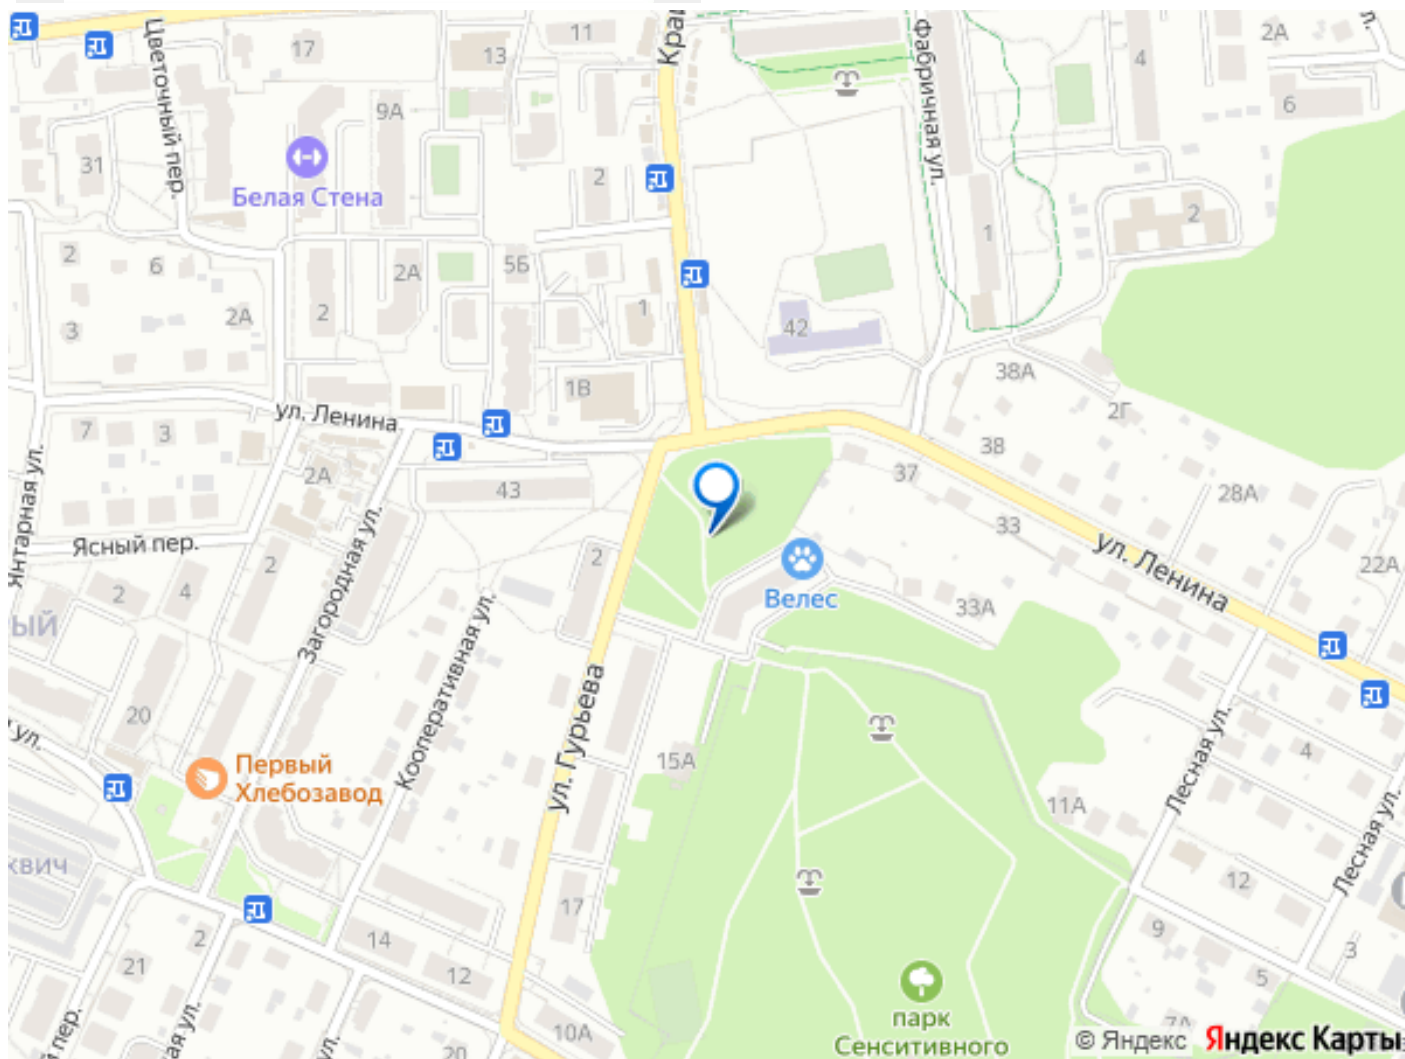 Цветочный пер.
17
13
11
Кра
Фабричная ул.
4
2А
6
л.
9А
31
Белая Стена
2
2
1
2
6
2А
5Б
2А
2
3
1
42
38А
2Г
1В
ул. Ленина
7
3
38
37
28А
2А
43
33
Янтарная ул.
Ясный пер.
ул. Ленина
22А
2
4
2
Загородная ул.
2
Велес
33А
ЫЙ
Кооперативная ул.
ул. Гурьева
20
ул.
15А
4
Лесная ул.
Первый
Хлебозавод
11А
Лесная ул.
квич
17
12
2
14
9
21
12
3
5
парк
Сенситивного
10А
20
7А
ый пер.
ая ул.
ул.
© Яндекс
Яндекс Карты